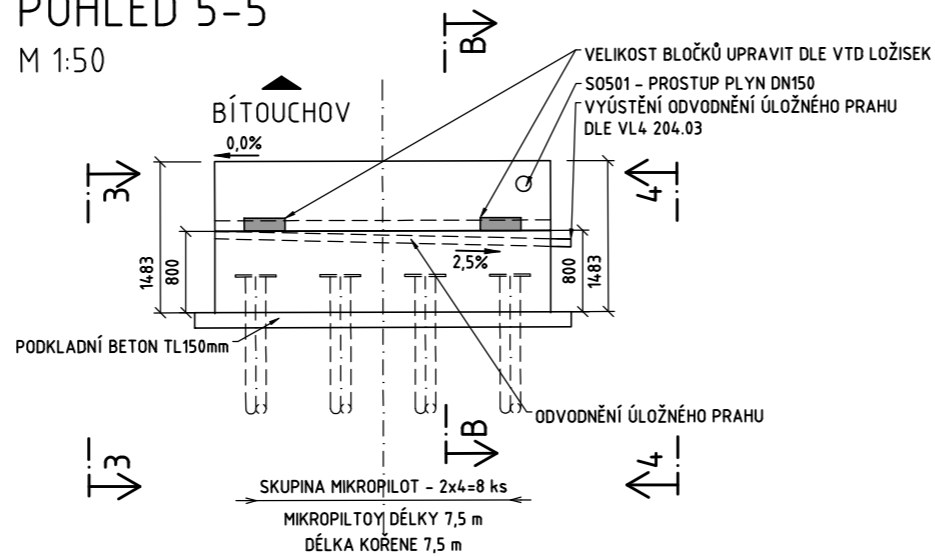 POHLED 5-5
M 1:50
B
BÍTOUCHOV
0,0%
VELIKOST BLOČKŮ UPRAVIT DLE VTD LOŽISEK
SO501 - PROSTUP PLYN DN150
VYÚSTĚNÍ ODVODNĚNÍ ÚLOŽNÉHO PRAHU
DLE VL4 204.03
3
4
1483
800
2,5%
800
1483
PODKLADNÍ BETON TL150mm
ODVODNĚNÍ ÚLOŽNÉHO PRAHU
3
B
4
SKUPINA MIKROPILOT - 2x4=8 ks
MIKROPILTOY DÉLKY 7,5 m
DÉLKA KOŘENE 7,5 m